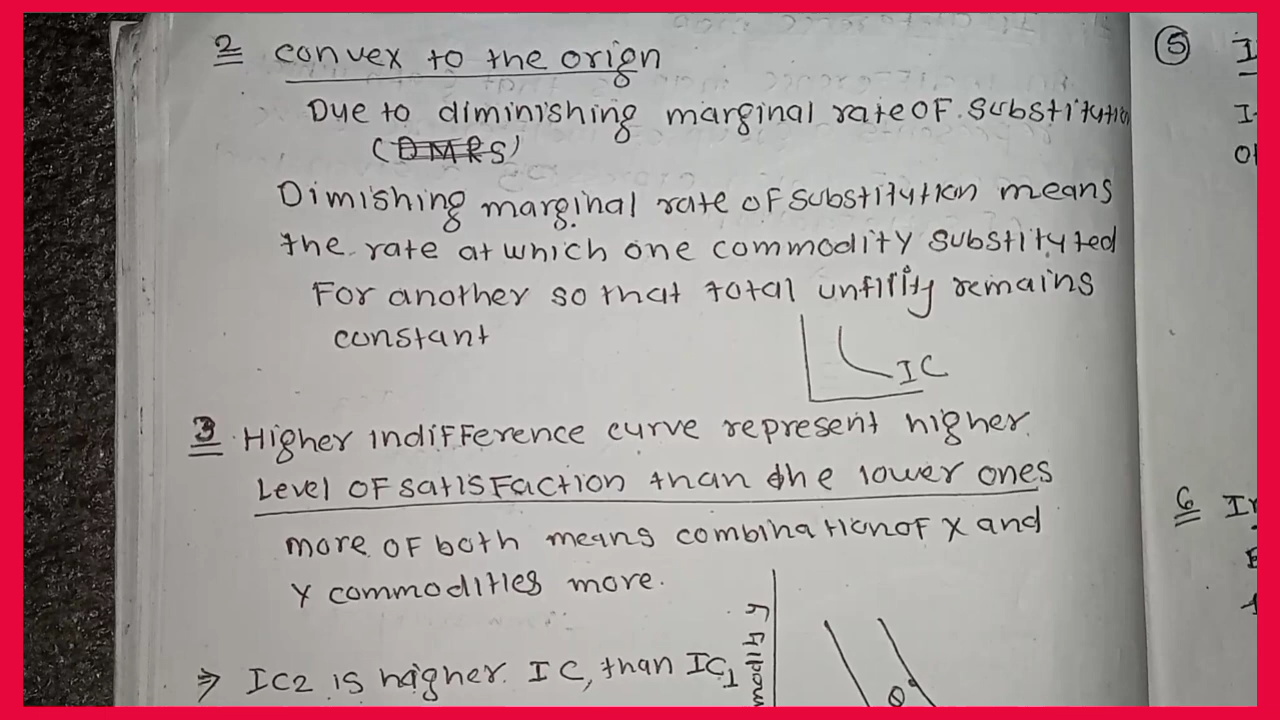 2 convex to the orign
Due to diminishing marginal rate of substitution
(DMRS)
Dimishing marginal rate of substitution means
the rate at which one commodity substituted
For another so that total remains
constant
IC
3 Higher indifference curve represent higher
Level of satisfaction than the lower ones
more of both means combination of X and
Y commodities more.
⇒ IC2 is higher IC, than IC1
5
6